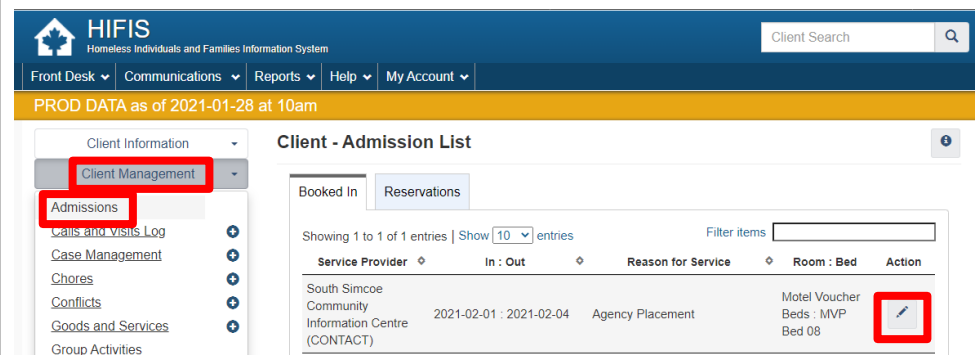 HIFIS
Homeless Individuals and Families Information System
Client Search
Front Desk
Communications
Reports
Help
My Account
PROD DATA as of 2021-01-28 at 10am
Client Information
Client Management
Admissions
Calls and Visits Log
Case Management
Chores
Conflicts
Goods and Services
Group Activities
Client - Admission List
Booked In
Reservations
Showing 1 to 1 of 1 entries | Show 10 entries
Filter items
Service Provider
In : Out
Reason for Service
Room : Bed
Action
South Simcoe
Community
Information Centre
(CONTACT)
2021-02-01 : 2021-02-04
Agency Placement
Motel Voucher
Beds : MVP
Bed 08